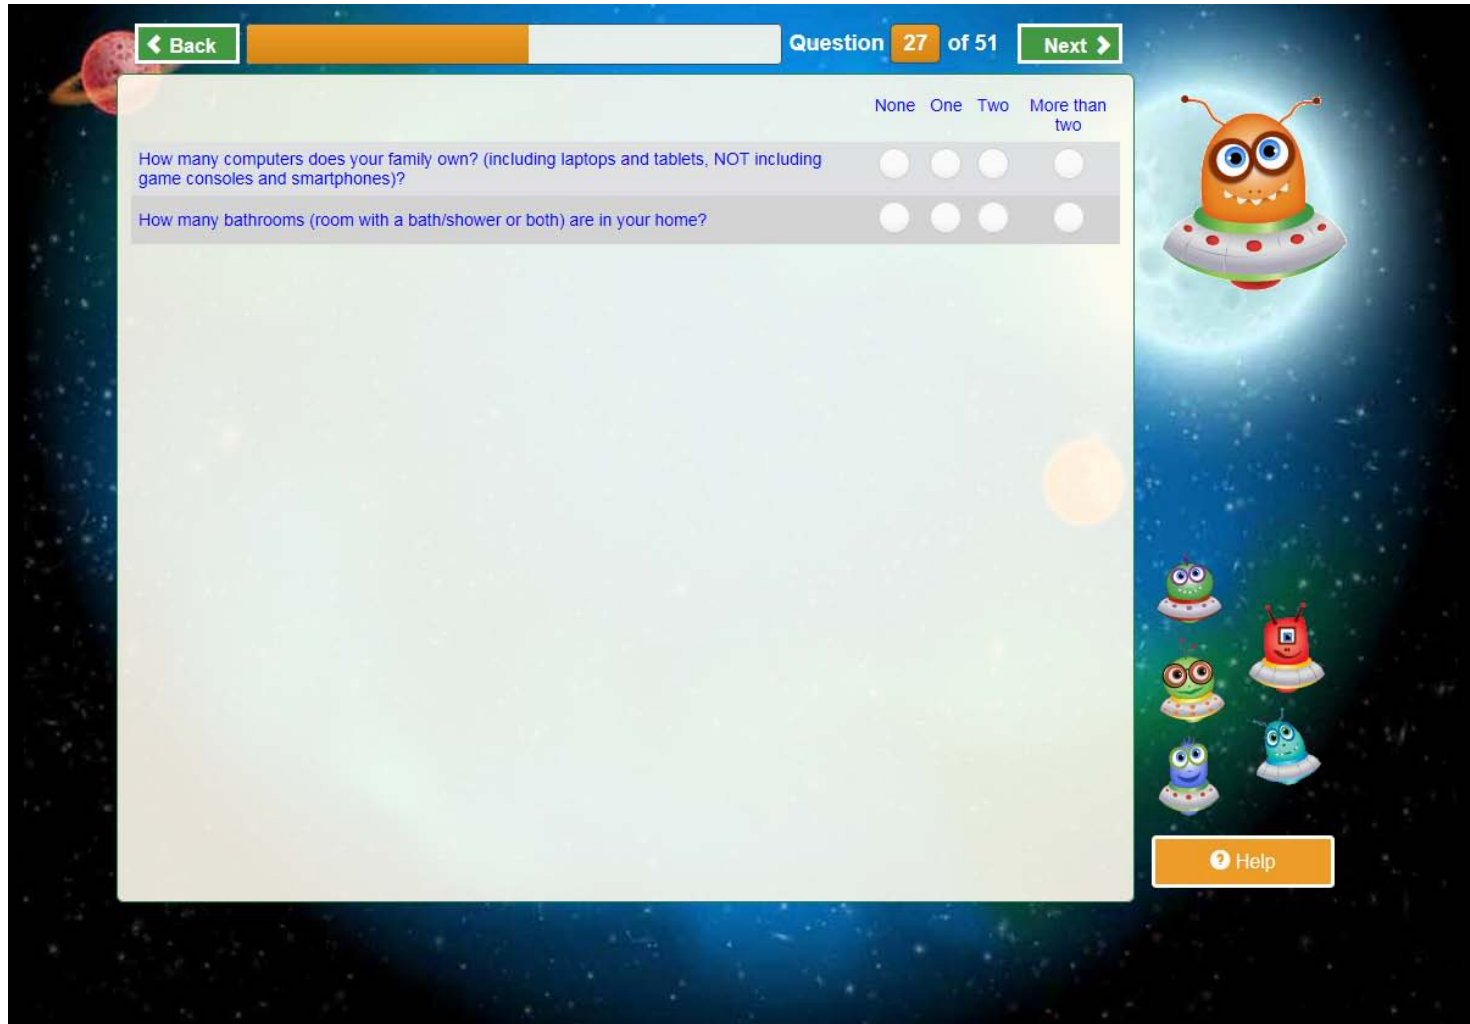 Back
Question 27 of 51
Next
None One Two More than
two
How many computers does your family own? (including laptops and tablets, NOT including
game consoles and smartphones)?
How many bathrooms (room with a bath/shower or both) are in your home?
? Help